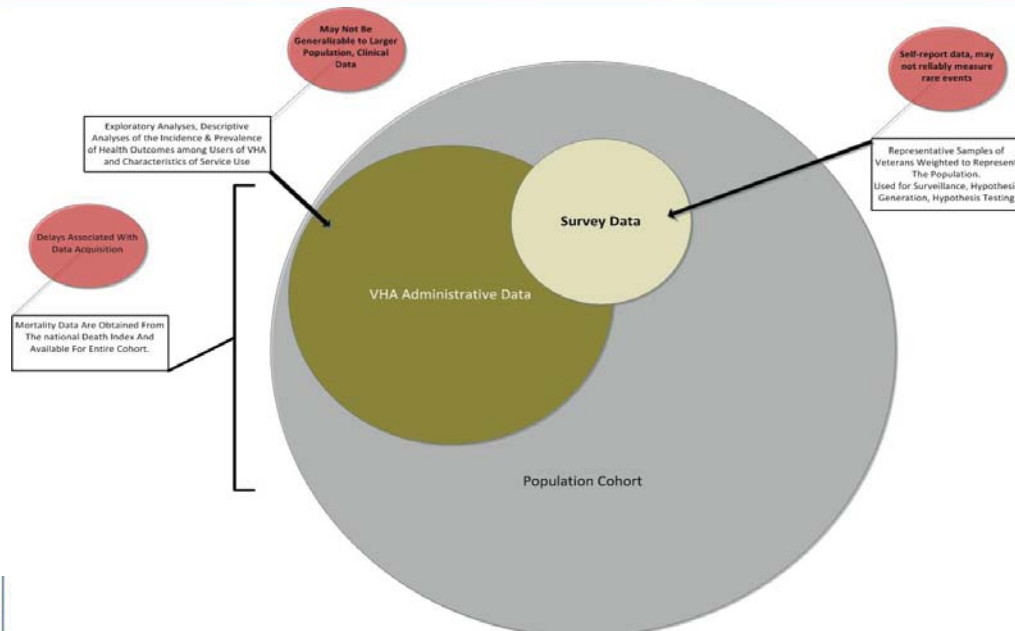 May Not Be
Generalizable to Larger
Population, Clinical
Data
Self-report data, may
not reliably measure
rare events
Exploratory Analyses, Descriptive
Analyses of the Incidence & Prevalence
of Health Outcomes among Users of VHA
and Characteristics of Service Use
Representative Samples of
Veterans Weighted to Represent
The Population.
Used for Surveillance, Hypothesis
Generation, Hypothesis Testing
Survey Data
Delays Associated With
Data Acquisition
VHA Administrative Data
Mortality Data Are Obtained From
The national Death Index And
Available For Entire Cohort.
Population Cohort